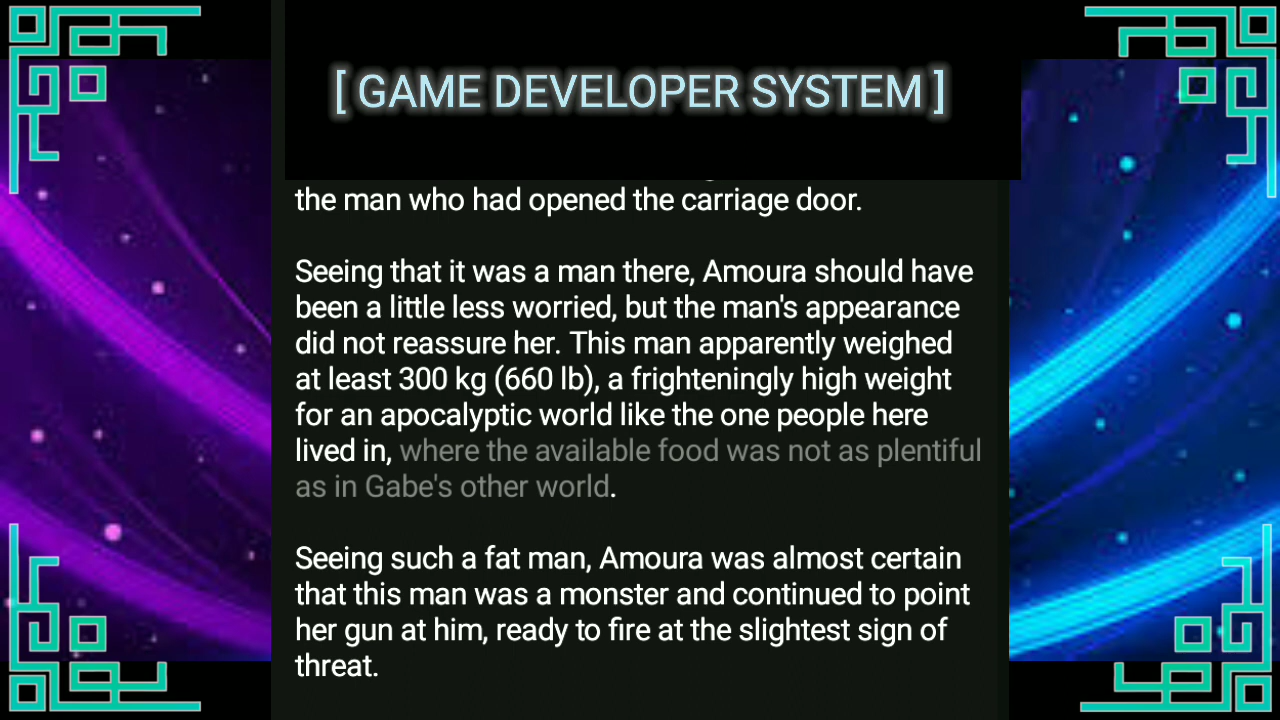 [ GAME DEVELOPER SYSTEM ]
the man who had opened the carriage door.
Seeing that it was a man there, Amoura should have
been a little less worried, but the man's appearance
did not reassure her. This man apparently weighed
at least 300 kg (660 lb), a frighteningly high weight
for an apocalyptic world like the one people here
lived in, where the available food was not as plentiful
as in Gabe's other world.
Seeing such a fat man, Amoura was almost certain
that this man was a monster and continued to point
her gun at him, ready to fire at the slightest sign of
threat.